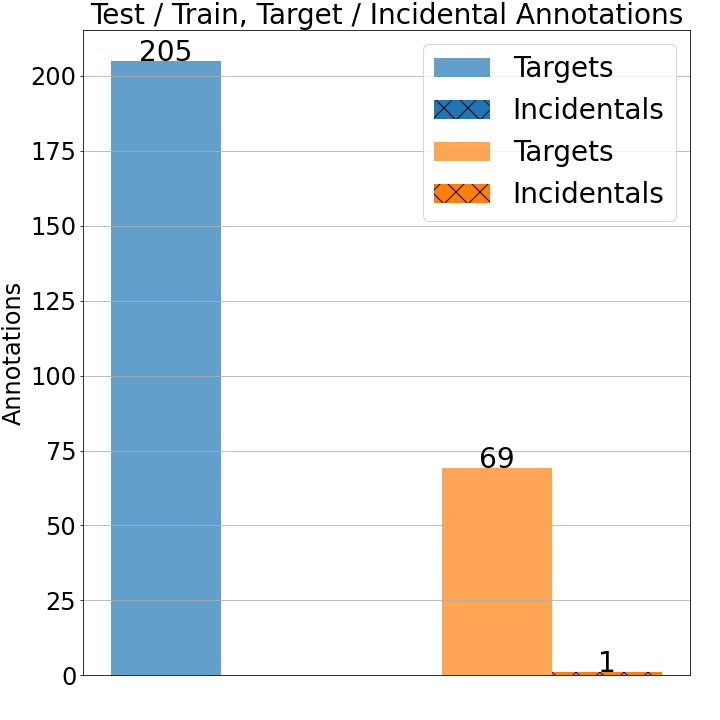 Test / Train, Target / Incidental Annotations
205
200
175
150
125
100
75
50
25
0
Annotations
Targets
Incidentals
Targets
Incidentals
69
1